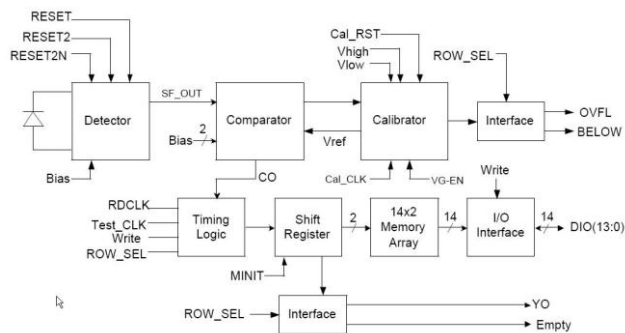 RESET
RESET2
RESET2N
Cal_RST
Vhigh
Vlow
ROW_SEL
SF_OUT
Detector
Comparator
Calibrator
Interface
OVFL
BELOW
Bias
Bias
2
Vref
CO
Cal_CLK
VG-EN
Write
RDCLK
Test_CLK
Write
ROW_SEL
Timing
Logic
Shift
Register
2
14x2
Memory
Array
14
I/O
Interface
14
DIO(13:0)
MINIT
ROW_SEL
Interface
YO
Empty